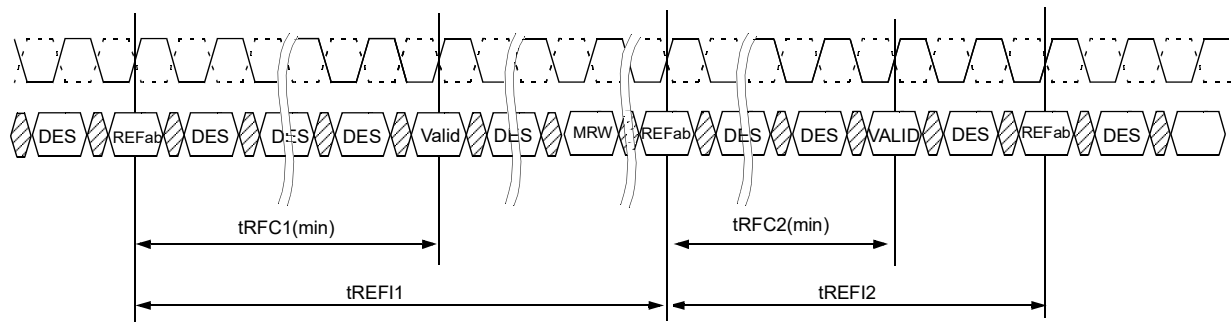 DES REFab DES DES DES Valid DES MRW REFab DES DES VALID DES REFab DES
tRFC1(min) tRFC2(min)
tREFI1 tREFI2